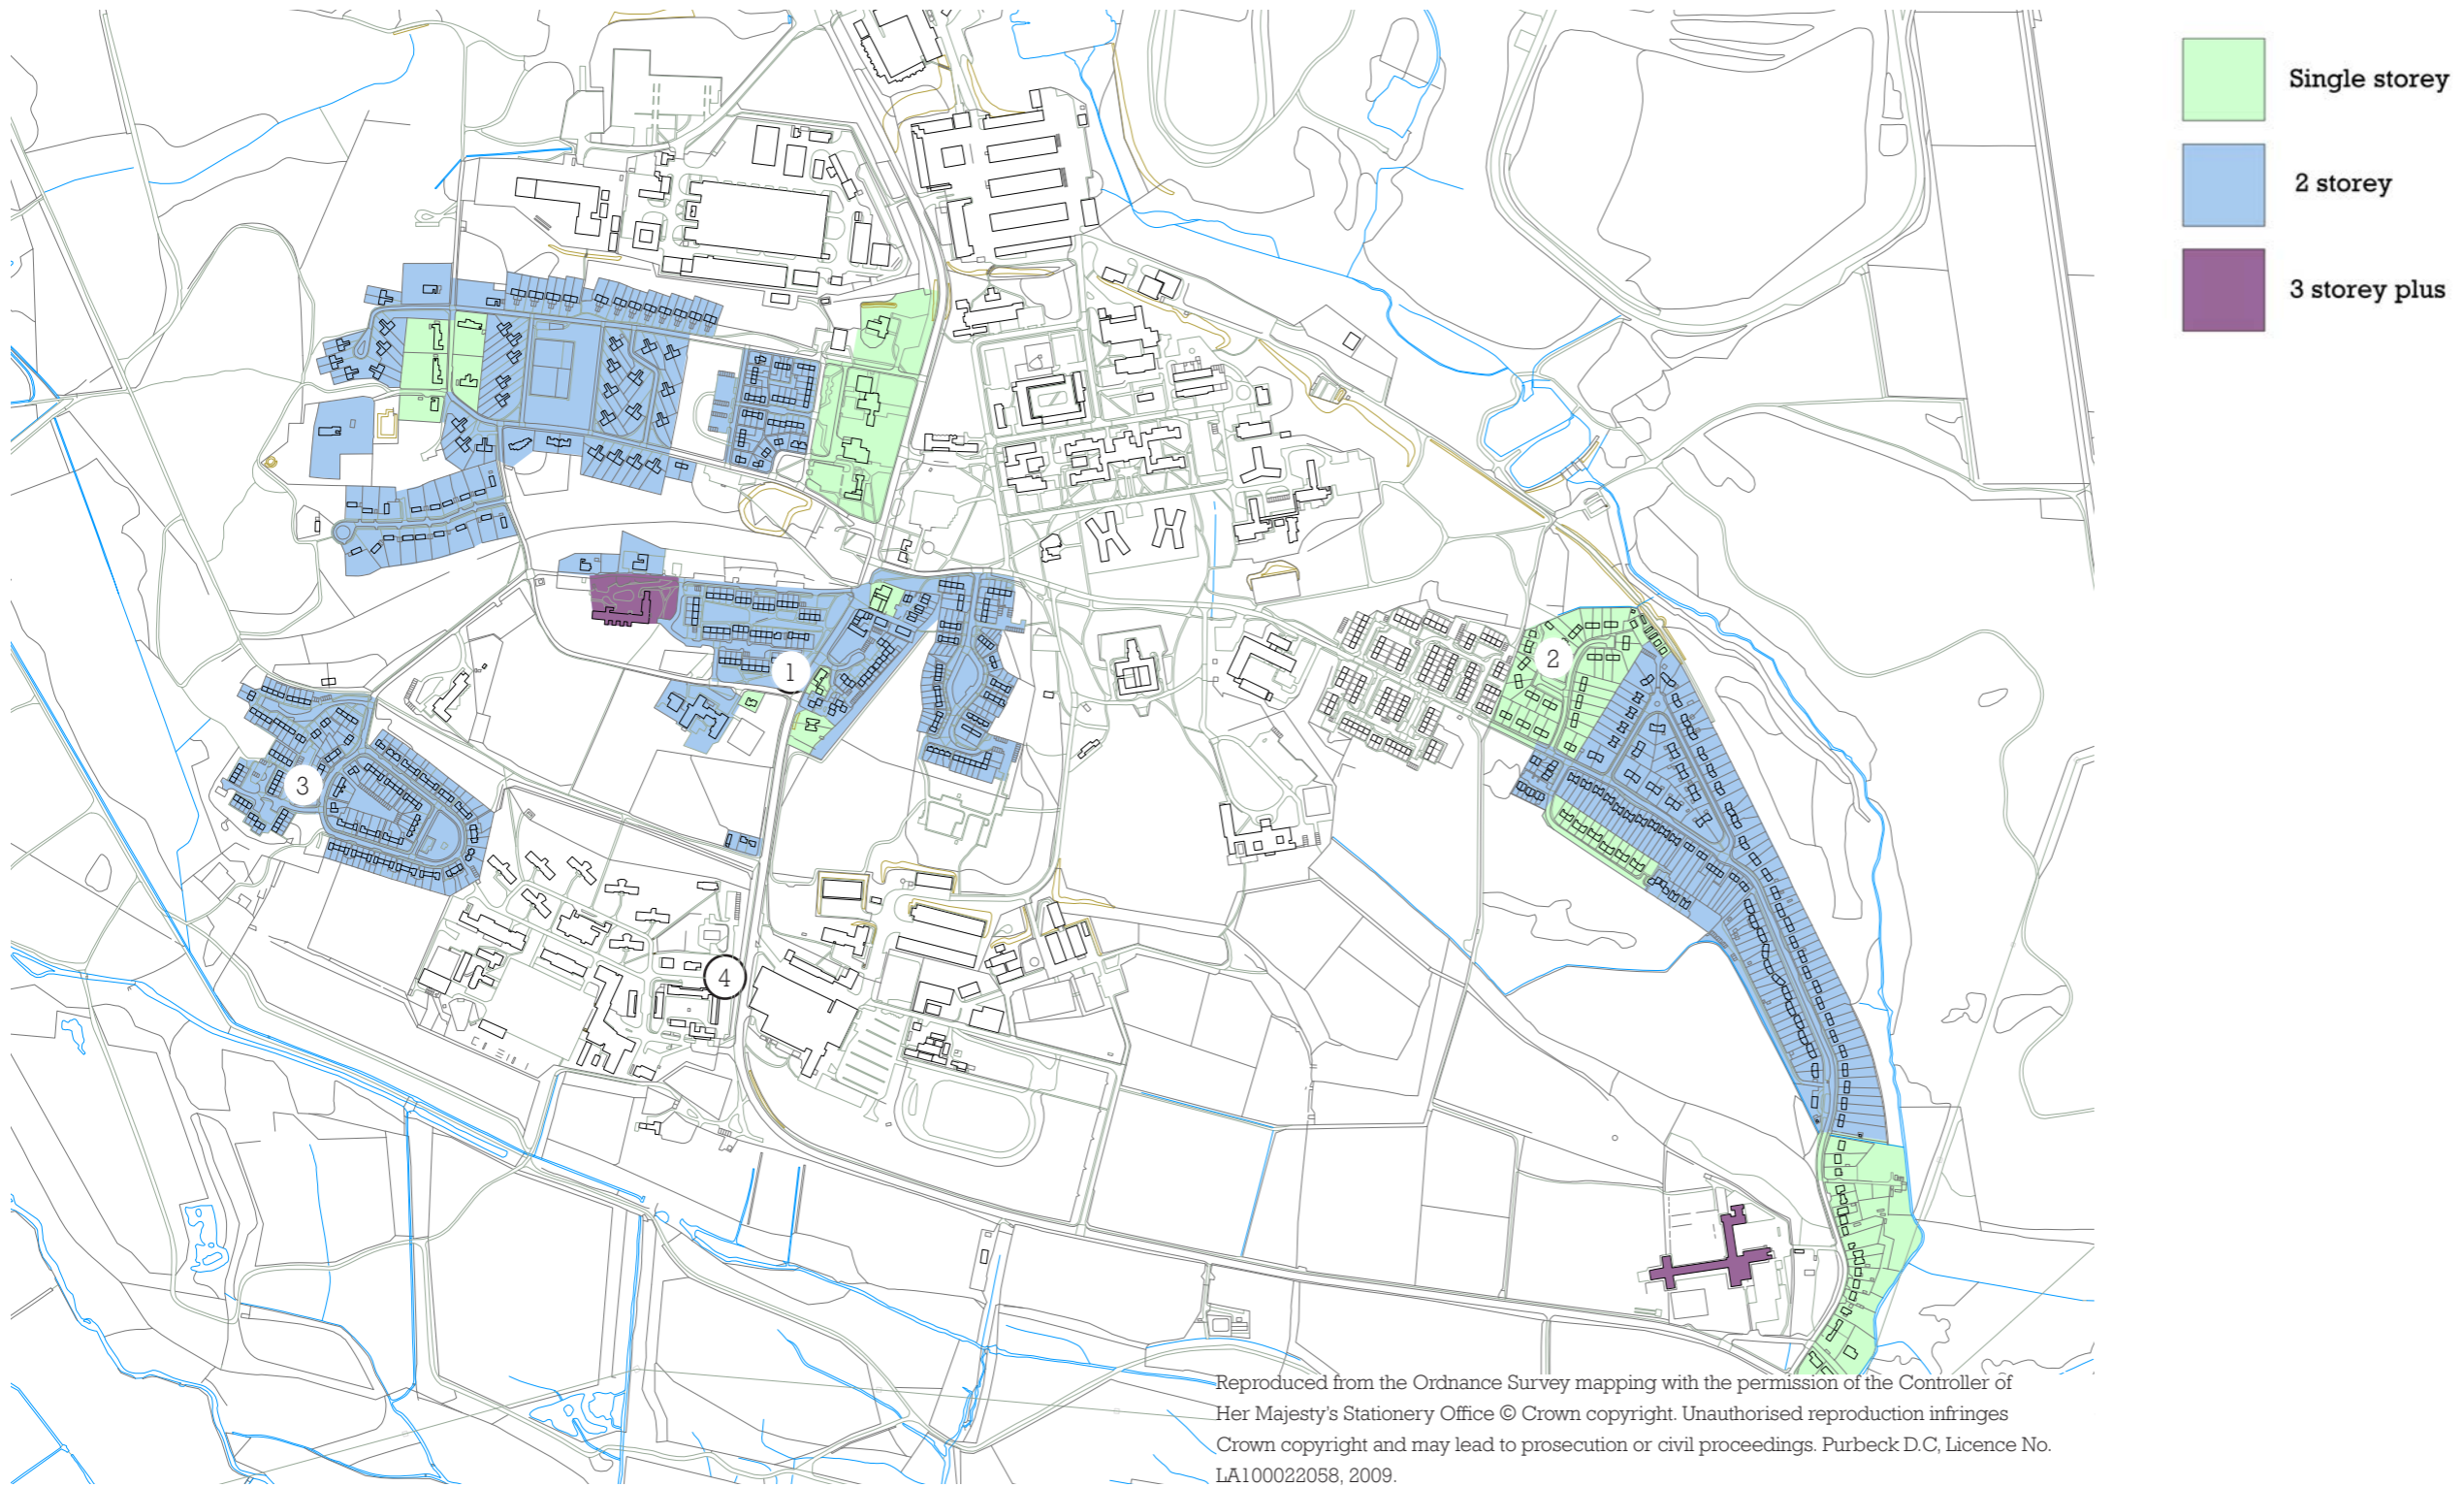 Single storey
2 storey
3 storey plus
1
2
3
4
Reproduced from the Ordnance Survey mapping with the permission of the Controller of
Her Majesty's Stationery Office © Crown copyright. Unauthorised reproduction infringes
Crown copyright and may lead to prosecution or civil proceedings. Purbeck D.C, Licence No.
LA100022058, 2009.